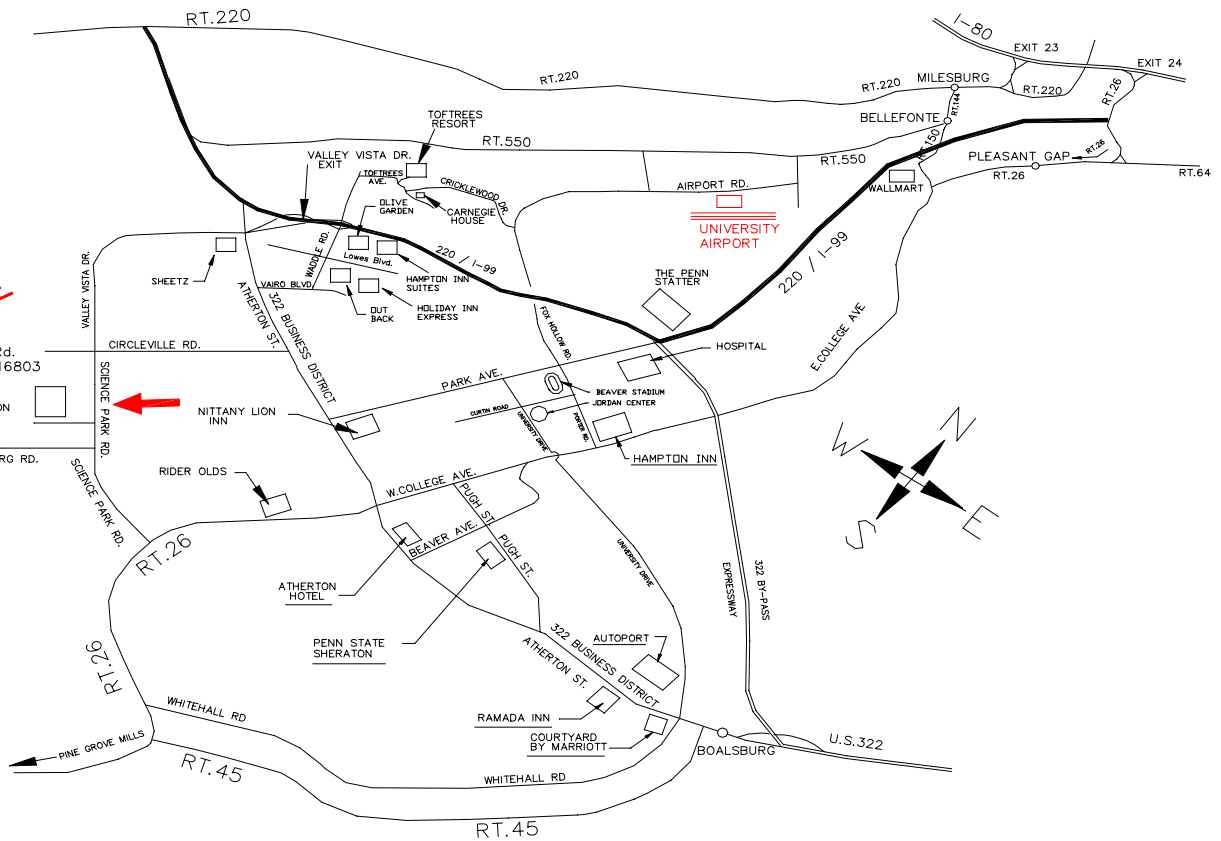 RT.220
I-80
EXIT 23
EXIT 24
RT.220
MILESBURG
RT.220
RT.220
RT.26
RT.144
TOFTREES
RESORT
BELLEFONTE
RT.550
RT.150
VALLEY VISTA DR.
EXIT
RT.550
PLEASANT GAP
RT.26
RT.26
RT.64
TOFTREES
AVE.
CRICKLEWOOD DR.
AIRPORT RD.
WALLMART
OLIVE
GARDEN
CARNEGIE
HOUSE
UNIVERSITY
AIRPORT
WADDLE RD.
Lowes Blvd.
220 / I-99
220 / I-99
VALLEY VISTA DR.
SHEETZ
HAMPTON INN
SUITES
THE PENN
STATTER
VAIRO BLVD.
OUT
BACK
HOLIDAY INN
EXPRESS
ATHERTON ST.
322 BUSINESS DISTRICT
FOX HOLLOW RD.
E.COLLEGE AVE
CIRCLEVILLE RD.
HOSPITAL
Rd.
16803
SCIENCE PARK RD.
PARK AVE.
BEAVER STADIUM
JORDAN CENTER
ON
NITTANY LION
INN
CURTIN ROAD
UNIVERSITY DRIVE
PORTER RD.
HAMPTON INN
N
W
E
S
RG RD.
SCIENCE PARK RD.
RIDER OLDS
W.COLLEGE AVE.
PUGH ST.
RT.26
BEAVER AVE.
PUGH ST.
UNIVERSITY DRIVE
322 BY-PASS
EXPRESSWAY
ATHERTON
HOTEL
PENN STATE
SHERATON
322 BUSINESS DISTRICT
ATHERTON ST.
AUTOPORT
RT.26
WHITEHALL RD
RAMADA INN
COURTYARD
BY MARRIOTT
BOALSBURG
U.S.322
PINE GROVE MILLS
RT.45
WHITEHALL RD
RT.45